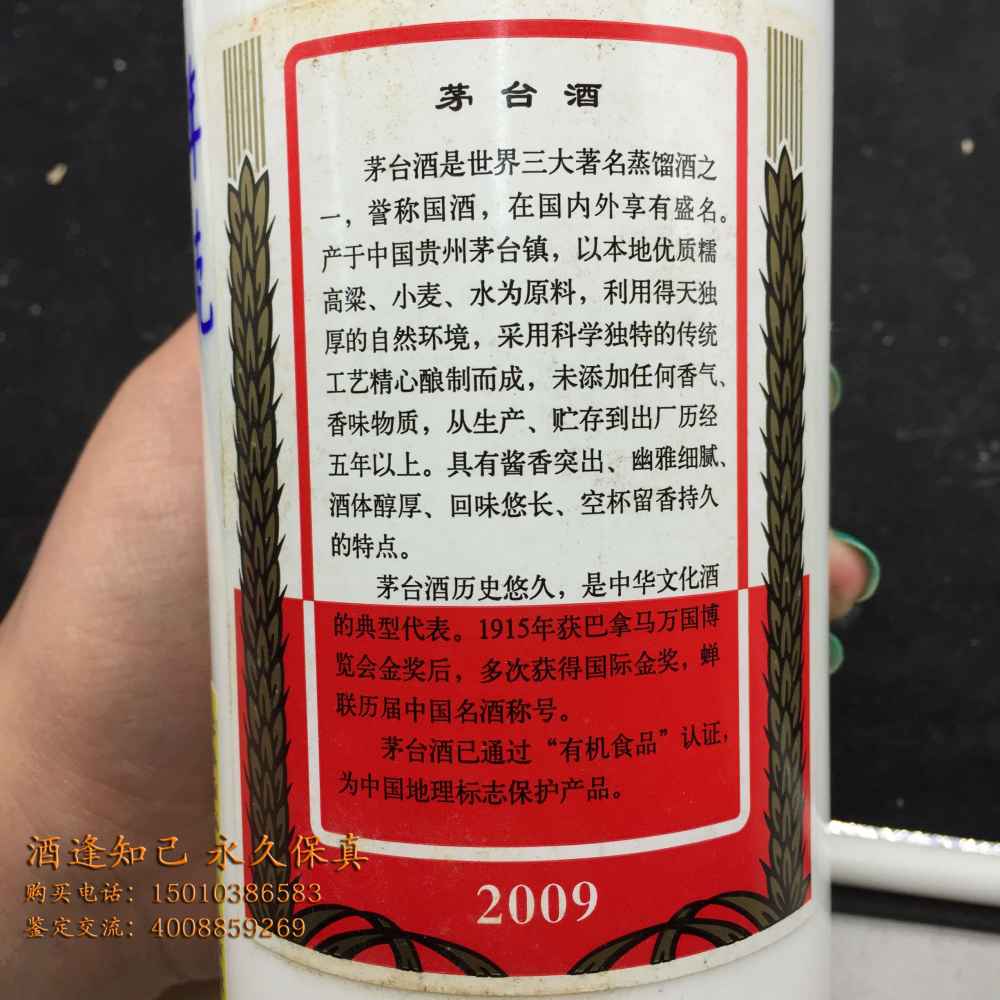 茅台酒
茅台酒是世界三大著名蒸馏酒之
一，誉称国酒，在国内外享有盛名。
产于中国贵州茅台镇，以本地优质糯
高粱、小麦、水为原料，利用得天独
厚的自然环境，采用科学独特的传统
工艺精心酿制而成，未添加任何香气、
香味物质，从生产、贮存到出厂历经
五年以上。具有酱香突出、幽雅细腻、
酒体醇厚、回味悠长、空杯留香持久
的特点。
茅台酒历史悠久，是中华文化酒
的典型代表。1915年获巴拿马万国博
览会金奖后，多次获得国际金奖，蝉
联历届中国名酒称号。
茅台酒已通过“有机食品”认证，
为中国地理标志保护产品。
2009
酒逢知己 永久保真
购买电话：15010386583
鉴定交流：4008859269